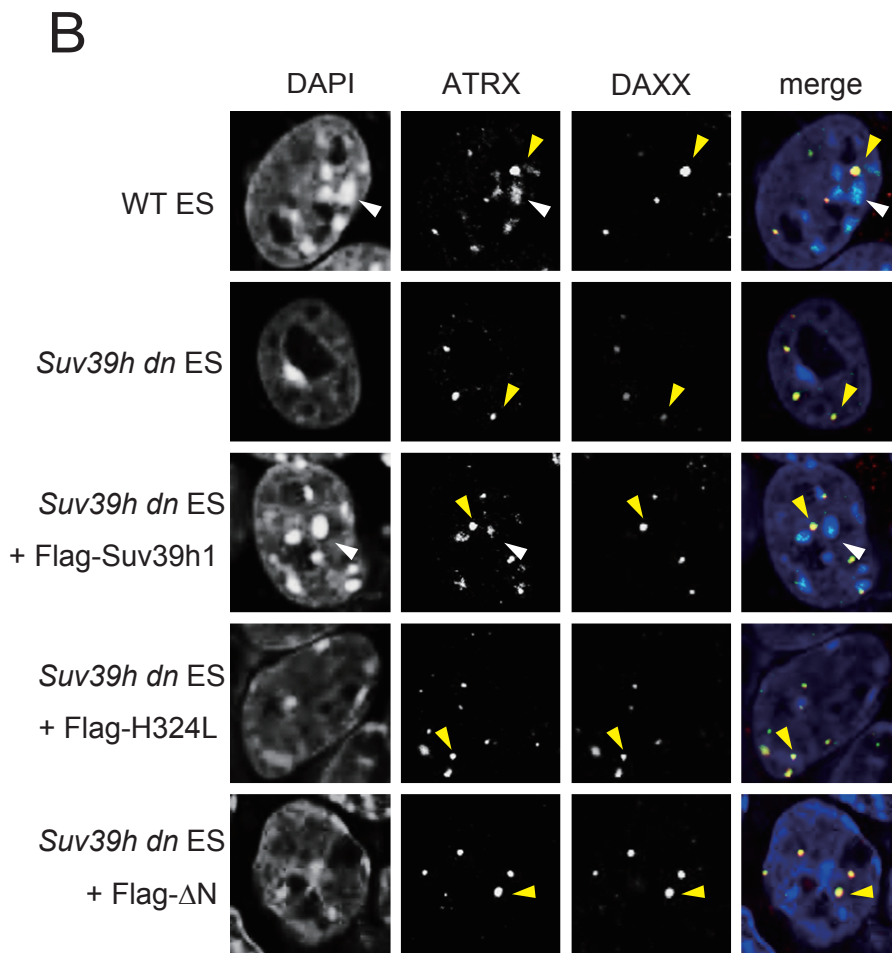 B
DAPI ATRX DAXX merge
WT ES
Suv39h dn ES
Suv39h dn ES
+ Flag-Suv39h1
Suv39h dn ES
+ Flag-H324L
Suv39h dn ES
+ Flag-ΔN